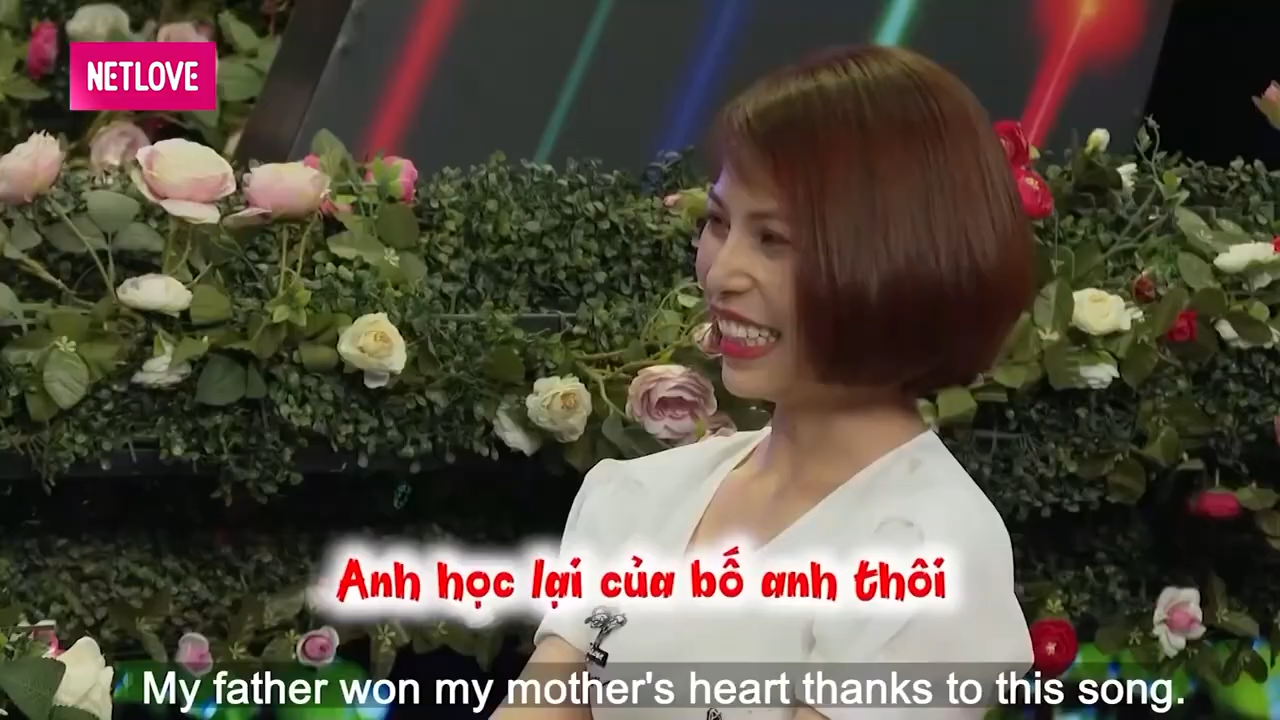 NETLOVE
Anh học lại của bố anh thôi
My father won my mother's heart thanks to this song.